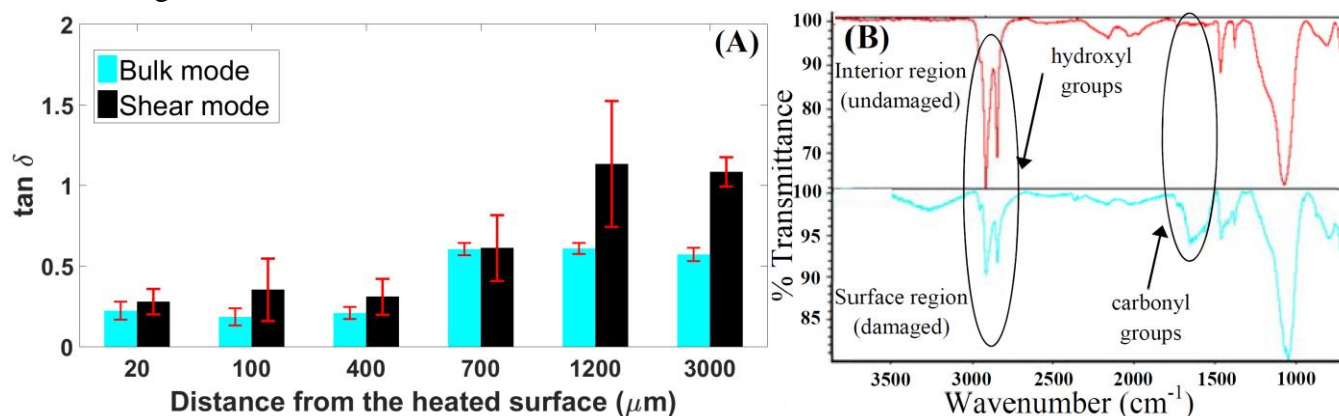 2
1.5
1
0.5
0
tan δ
Bulk mode
Shear mode
(A)
20 100 400 700 1200 3000
Distance from the heated surface (μm)
100
90
80
70
100
95
90
85
% Transmittance
(B)
Interior region
(undamaged)
hydroxyl
groups
Surface region
(damaged)
carbonyl
groups
3500 3000 2500 2000 1500 1000
Wavenumber (cm⁻¹)